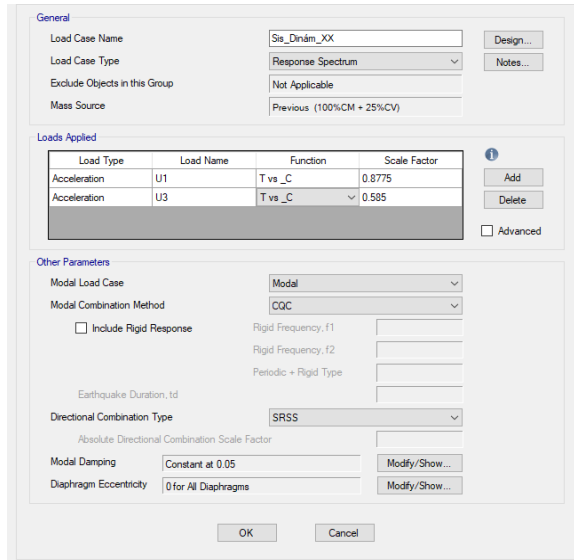 General
Load Case Name Sis_Dinám_XX Design...
Load Case Type Response Spectrum Notes...
Exclude Objects in this Group Not Applicable
Mass Source Previous (100%CM + 25%CV)
Loads Applied
Load Type Load Name Function Scale Factor
Acceleration U1 T vs _C 0.8775 Add
Acceleration U3 T vs _C 0.585 Delete
Advanced
Other Parameters
Modal Load Case Modal
Modal Combination Method CQC
Include Rigid Response Rigid Frequency, f1
Rigid Frequency, f2
Periodic + Rigid Type
Earthquake Duration, td
Directional Combination Type SRSS
Absolute Directional Combination Scale Factor
Modal Damping Constant at 0.05 Modify/Show...
Diaphragm Eccentricity 0 for All Diaphragms Modify/Show...
OK Cancel